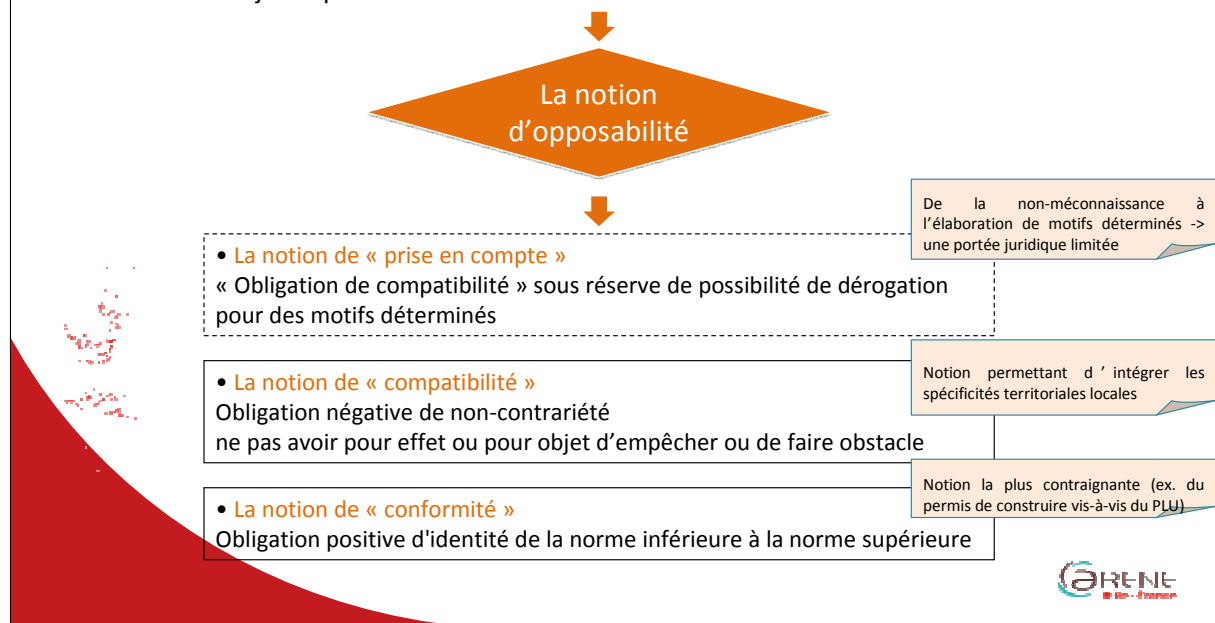 La notion
d’opposabilité
De la non-méconnaissance à
l’élaboration de motifs déterminés ->
une portée juridique limitée
• La notion de « prise en compte »
« Obligation de compatibilité » sous réserve de possibilité de dérogation
pour des motifs déterminés
Notion permettant d ’ intégrer les
spécificités territoriales locales
• La notion de « compatibilité »
Obligation négative de non-contrariété
ne pas avoir pour effet ou pour objet d’empêcher ou de faire obstacle
Notion la plus contraignante (ex. du
permis de construire vis-à-vis du PLU)
• La notion de « conformité »
Obligation positive d'identité de la norme inférieure à la norme supérieure
ARENE
Ile-de-France